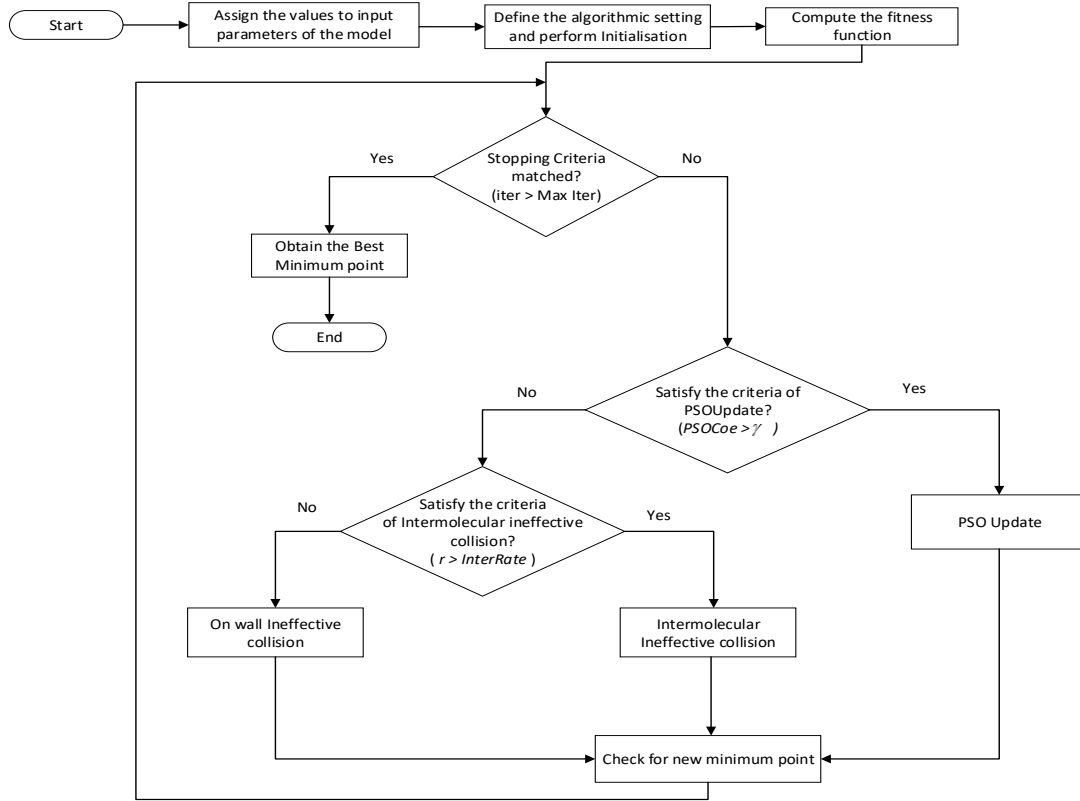 Start
Assign the values to input
parameters of the model
Define the algorithmic setting
and perform Initialisation
Compute the fitness
function
Yes
Stopping Criteria
matched?
(iter > Max Iter)
No
Obtain the Best
Minimum point
End
No
Satisfy the criteria of
PSOUpdate?
(PSOCoe > γ )
Yes
No
Satisfy the criteria
of Intermolecular ineffective
collision?
( r > InterRate )
Yes
PSO Update
On wall Ineffective
collision
Intermolecular
Ineffective collision
Check for new minimum point